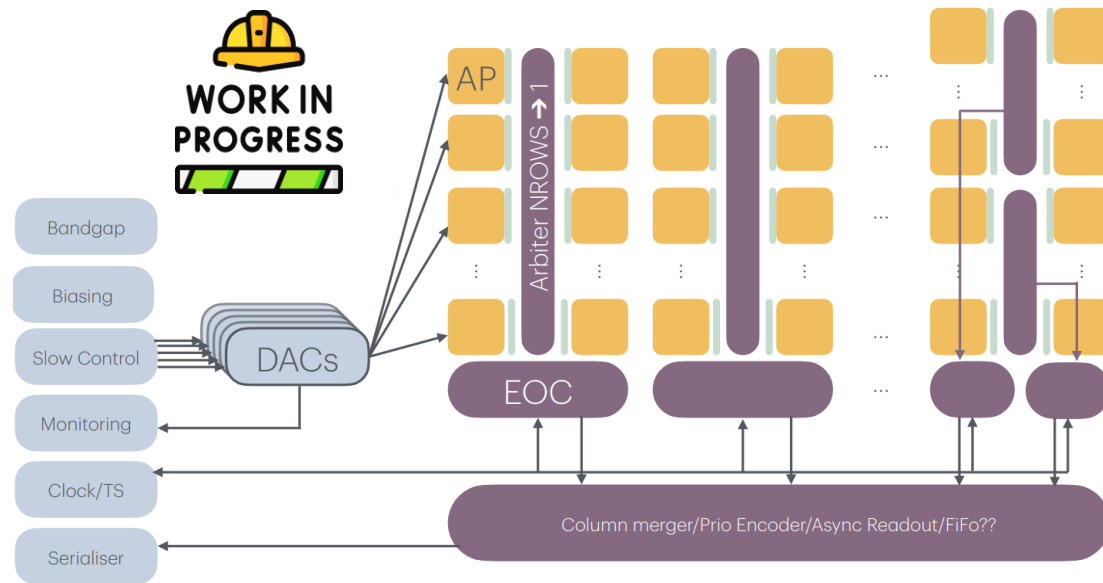 WORK IN
PROGRESS
AP
Arbiter NROWS → 1
...
...
...
...
...
...
...
...
...
...
...
...
...
Bandgap
Biasing
Slow Control
DACs
Monitoring
EOC
Clock/TS
Column merger/Prio Encoder/Async Readout/FiFo??
Serialiser